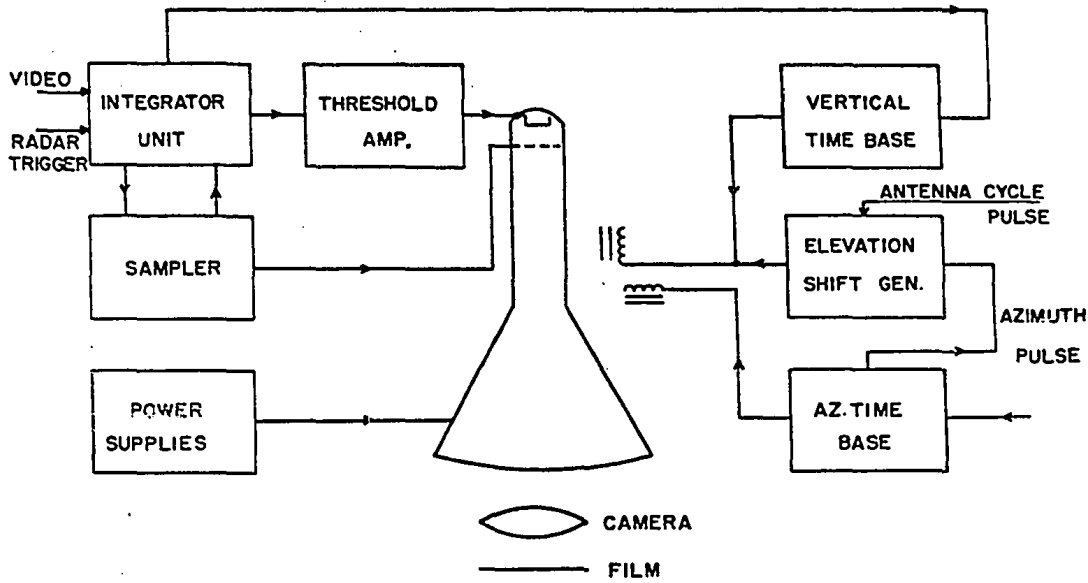 VIDEO
RADAR
TRIGGER
INTEGRATOR
UNIT
THRESHOLD
AMP.
VERTICAL
TIME BASE
ANTENNA CYCLE
PULSE
SAMPLER
ELEVATION
SHIFT GEN.
AZIMUTH
PULSE
POWER
SUPPLIES
AZ. TIME
BASE
CAMERA
FILM